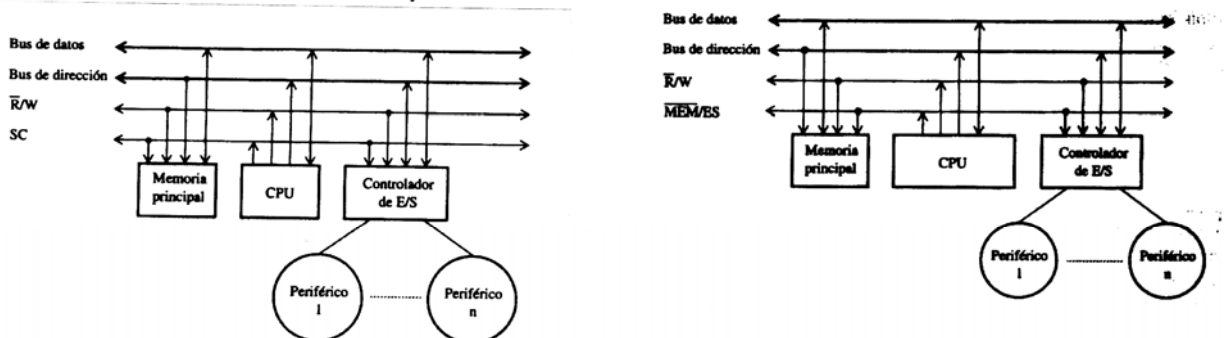 Bus de datos
Bus de dirección
R̅/W
SC
Memoria
principal
CPU
Controlador
de E/S
Periférico
1
Periférico
n
Bus de datos
Bus de dirección
R̅/W
M̅E̅M̅/ES
Memoria
principal
CPU
Controlador
de E/S
Periférico
1
Periférico
n